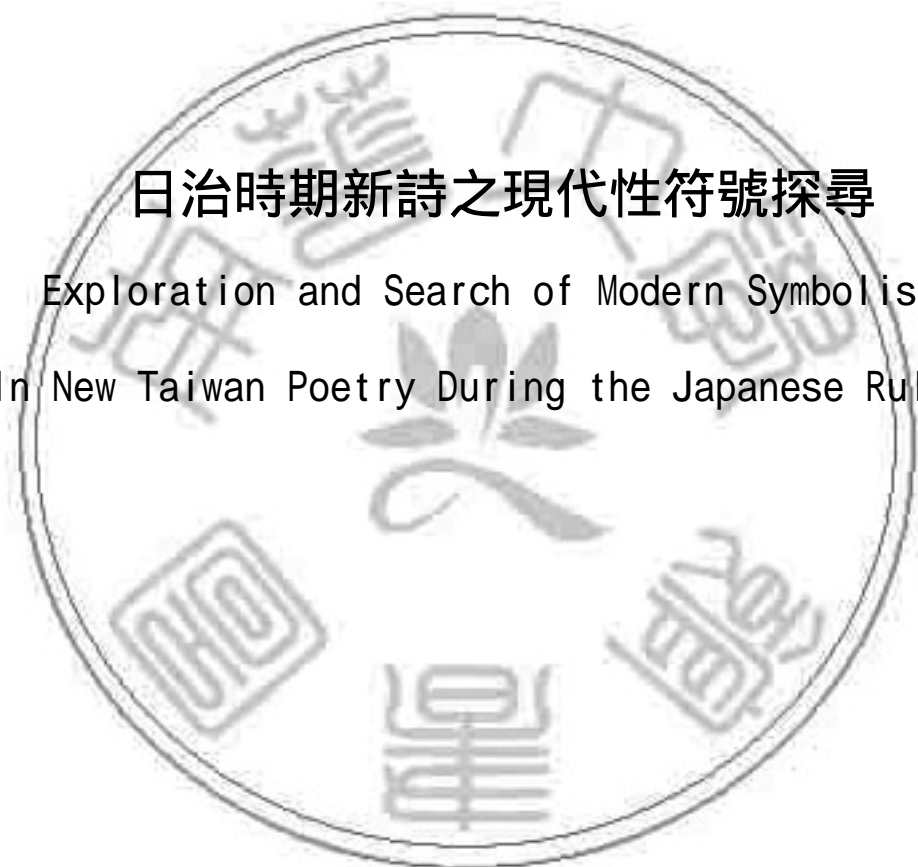 日治時期新詩之現代性符號探尋
Exploration and Search of Modern Symbolis
In New Taiwan Poetry During the Japanese Rul